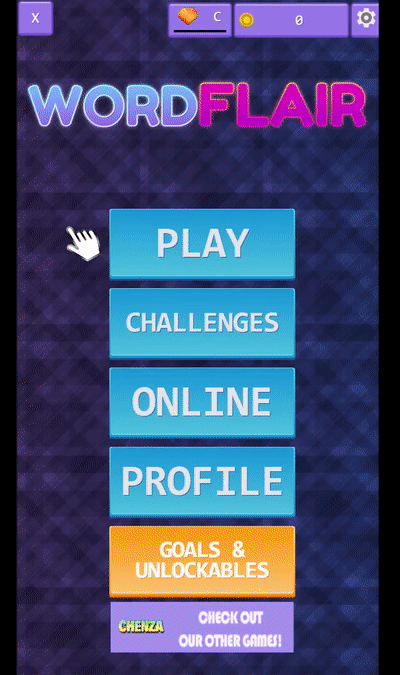 X
C
0
WORDFLAIR
PLAY
CHALLENGES
ONLINE
PROFILE
GOALS &
UNLOCKABLES
CHENZA
CHECK OUT
OUR OTHER GAMES!